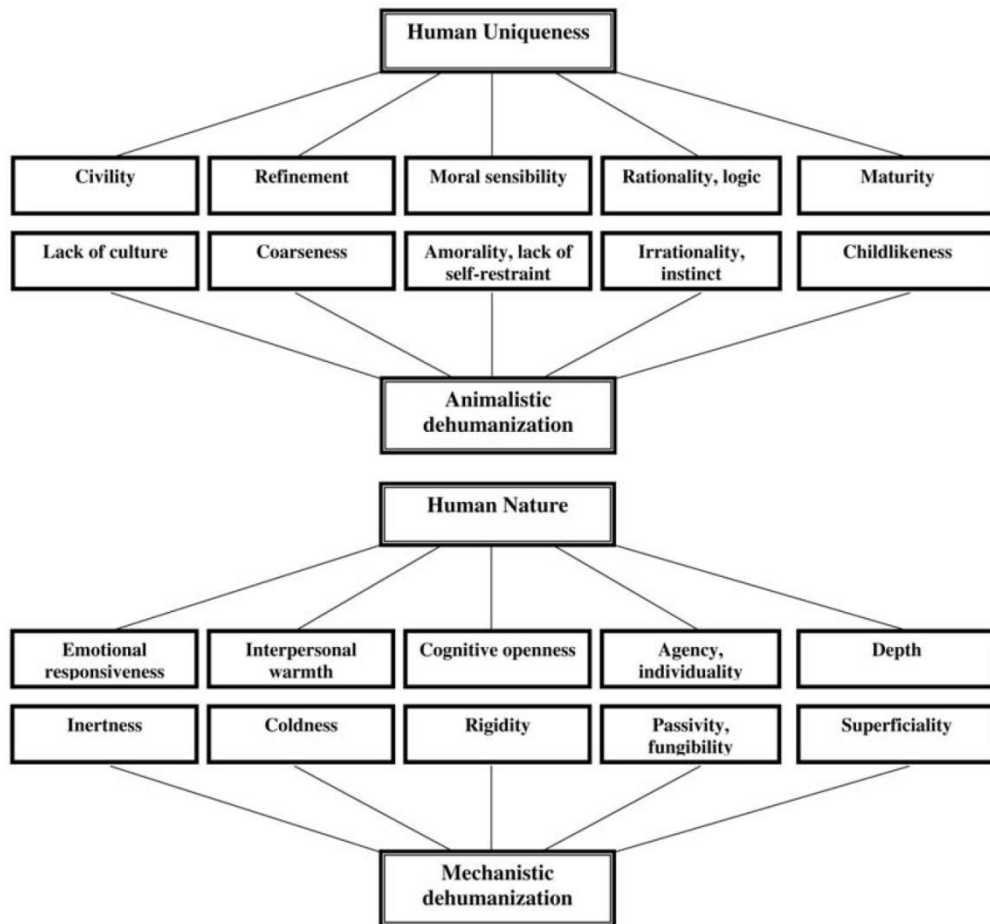 Human Uniqueness
Civility
Refinement
Moral sensibility
Rationality, logic
Maturity
Lack of culture
Coarseness
Amorality, lack of
self-restraint
Irrationality,
instinct
Childlikeness
Animalistic
dehumanization
Human Nature
Emotional
responsiveness
Interpersonal
warmth
Cognitive openness
Agency,
individuality
Depth
Inertness
Coldness
Rigidity
Passivity,
fungibility
Superficiality
Mechanistic
dehumanization